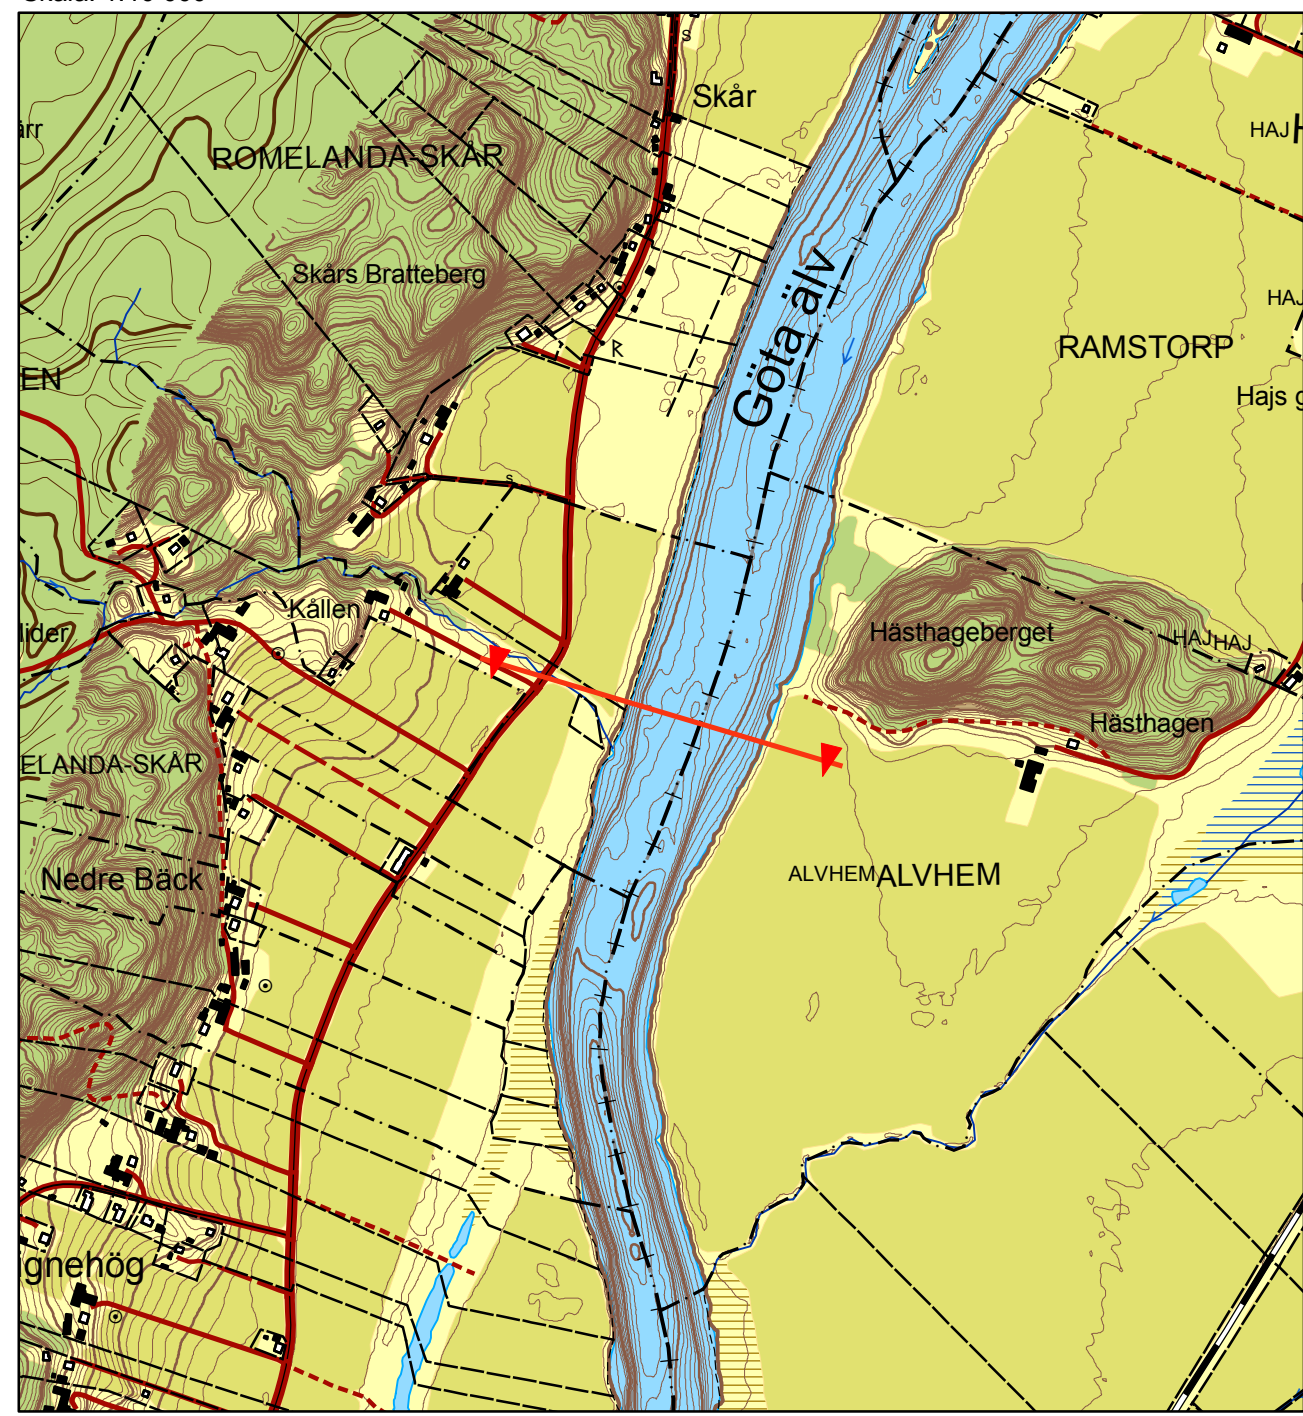 Skår
HAJ
ROMELANDA-SKÅR
Skårs Bratteberg
Göta älv
HAJ
RAMSTORP
Hajs g
EN
Kållen
Hästhageberget
HAJ HAJ
Hästhagen
ELANDA-SKÅR
Nedre Bäck
ALVHEM ALVHEM
gnehög